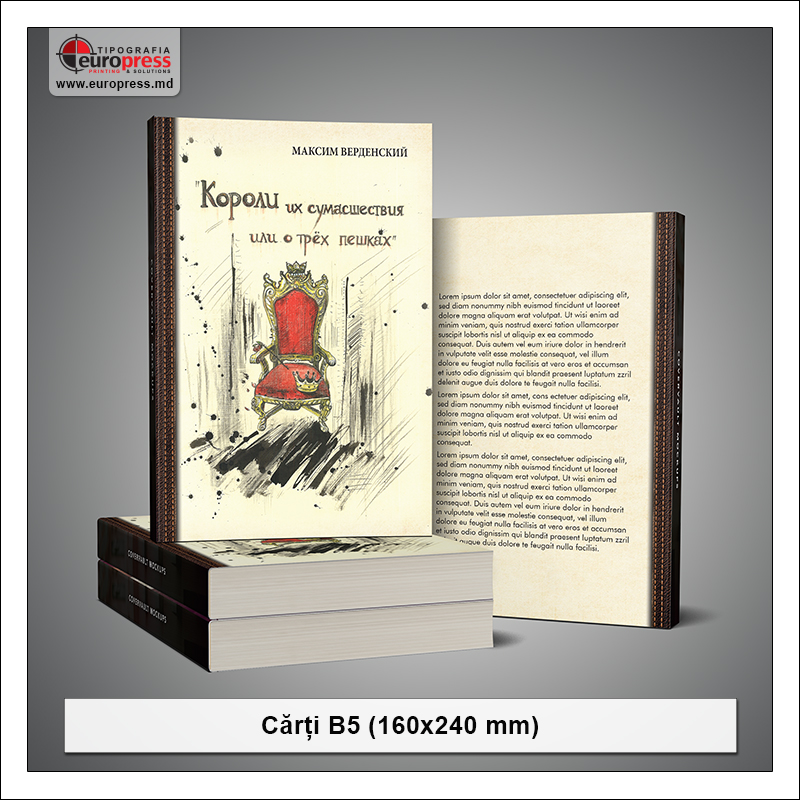 TIPOGRAFIA
europress
PRINTING & SOLUTIONS
www.europress.md
МАКСИМ ВЕРДЕНСКИЙ
"Короли их сумасшествия
или о трёх пешках"
COVERVAULT MOCKUPS
Lorem ipsum dolor sit amet, consectetuer adipiscing elit,
sed diam nonummy nibh euismod tincidunt ut laoreet
dolore magna aliquam erat volutpat. Ut wisi enim ad
minim veniam, quis nostrud exerci tation ullamcorper
suscipit lobortis nisl ut aliquip ex ea commodo
consequat. Duis autem vel eum iriure dolor in hendrerit
in vulputate velit esse molestie consequat, vel illum
dolore eu feugiat nulla facilisis at vero eros et accumsan
et iusto odio dignissim qui blandit praesent luptatum zzril
delenit augue duis dolore te feugait nulla facilisi.
Lorem ipsum dolor sit amet, cons ectetuer adipiscing elit,
sed diam nonummy nibh euismod tincidunt ut laoreet
dolore magna aliquam erat volutpat. Ut wisi enim ad
minim veniam, quis nostrud exerci tation ullamcorper
suscipit lobortis nisl ut aliquip ex ea commodo
consequat.
Lorem ipsum dolor sit amet, consectetuer adipiscing elit,
sed diam nonummy nibh euismod tincidunt ut laoreet
dolore magna aliquam erat volutpat. Ut wisi enim ad
minim veniam, quis nostrud exerci tation ullamcorper
suscipit lobortis nisl ut aliquip ex ea commodo
consequat. Duis autem vel eum iriure dolor in hendrerit
in vulputate velit esse molestie consequat, vel illum
dolore eu feugiat nulla facilisis at vero eros et accumsan
et iusto odio dignissim qui blandit praesent luptatum zzril
augue duis dolore te feugait nulla facilisi.
COVERVAULT MOCKUPS
COVERVAULT MOCKUPS
COVERVAULT MOCKUPS
Cărți B5 (160x240 mm)